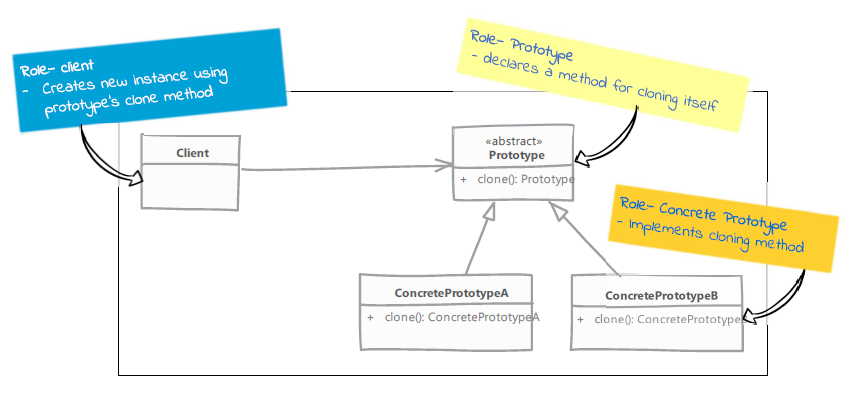 Role- client
- Creates new instance using
prototype's clone method
Role- Prototype
- declares a method for cloning itself
Client
«abstract»
Prototype
+ clone(): Prototype
Role- Concrete Prototype
- Implements cloning method
ConcretePrototypeA
+ clone(): ConcretePrototypeA
ConcretePrototypeB
+ clone(): ConcretePrototype